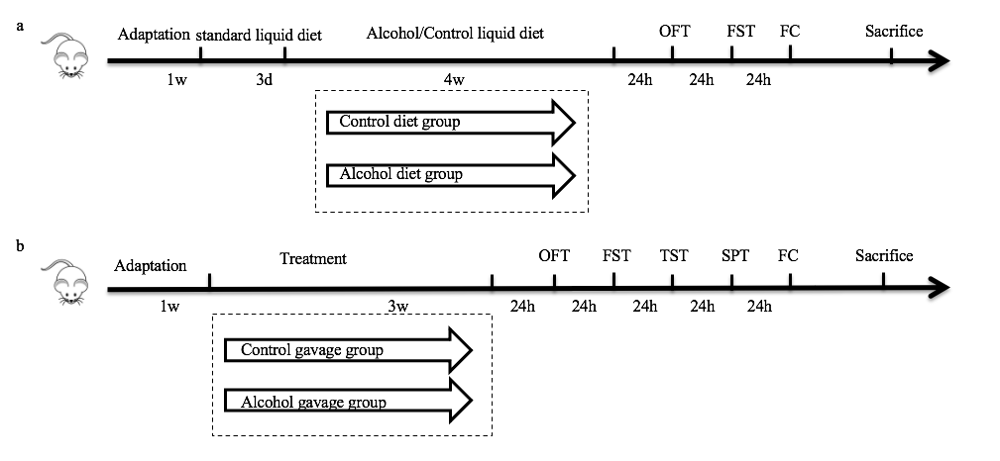 a
Adaptation standard liquid diet Alcohol/Control liquid diet OFT FST FC Sacrifice
1w 3d 4w 24h 24h 24h
Control diet group
Alcohol diet group
b
Adaptation Treatment OFT FST TST SPT FC Sacrifice
1w 3w 24h 24h 24h 24h 24h
Control gavage group
Alcohol gavage group